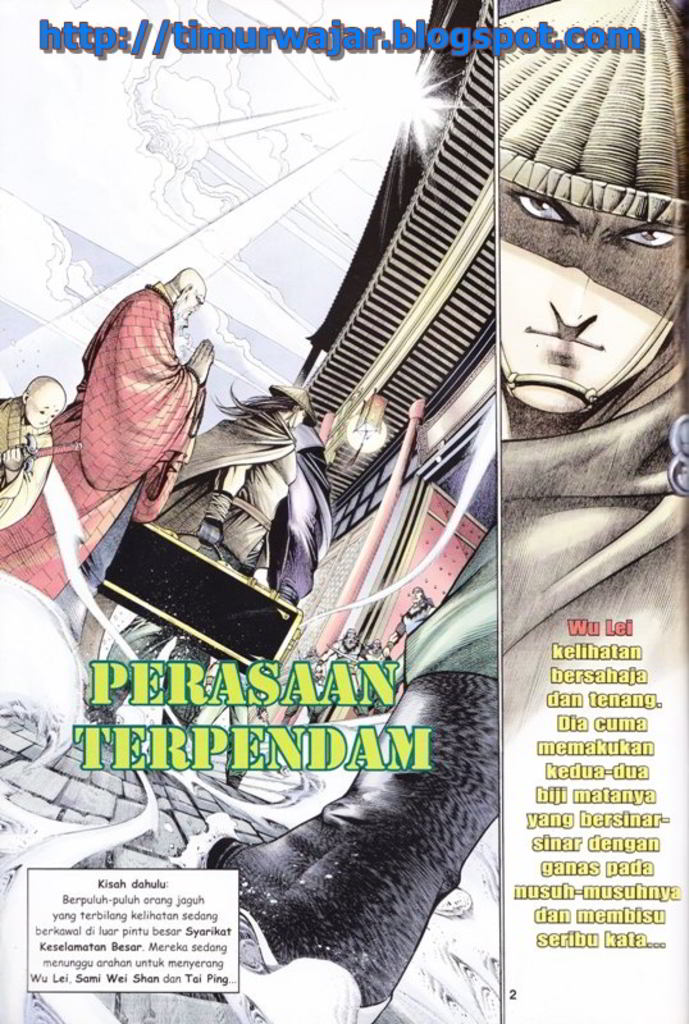 http://timurwajar.blogspot.com
PERASAAN
TERPENDAM
Kisah dahulu:
Berpuluh-puluh orang jaguh
yang terbilang kelihatan sedang
berkawal di luar pintu besar Syarikat
Keselamatan Besar. Mereka sedang
menunggu arahan untuk menyerang
Wu Lei, Sami Wei Shan dan Tai Ping...
Wu Lei
kelihatan
bersahaja
dan tenang.
Dia cuma
memakukan
kedua-dua
biji matanya
yang bersinar-
sinar dengan
ganas pada
musuh-musuhnya
dan membisu
seribu kata...
2